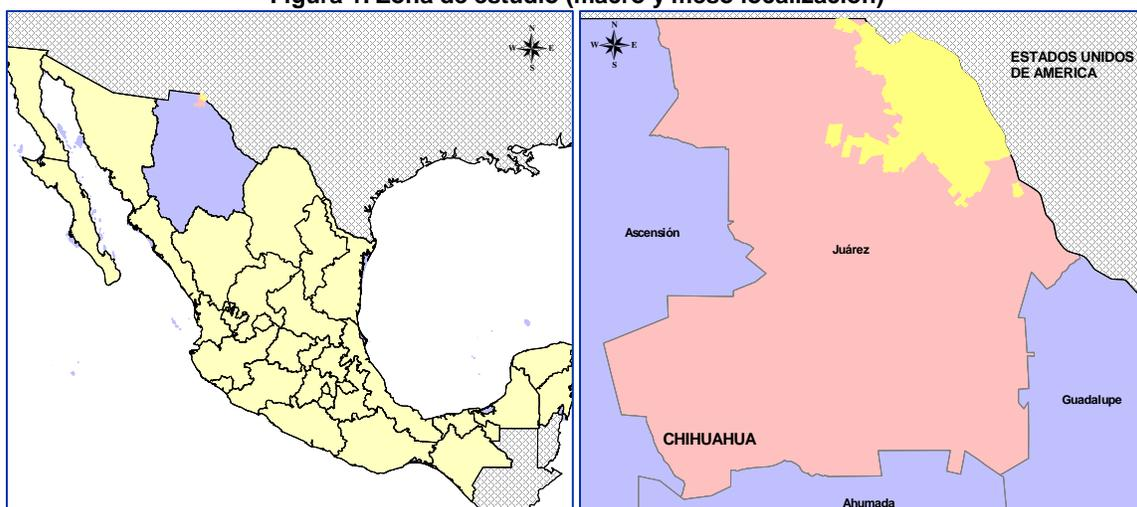 Figura 1. Zona de estudio (macro y meso localización)
N
W E
S
N
W E
S
ESTADOS UNIDOS
DE AMERICA
Ascensión
Juárez
Guadalupe
CHIHUAHUA
Ahumada